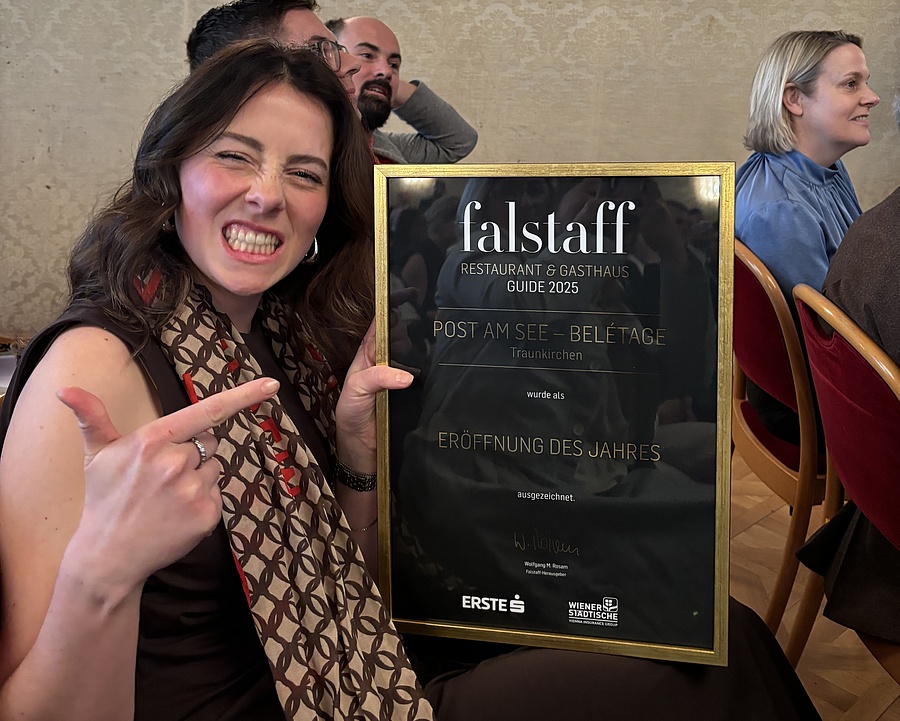 falstaff
RESTAURANT & GASTHAUS
GUIDE 2025
POST AM SEE – BELÉTAGE
Traunkirchen
wurde als
ERÖFFNUNG DES JAHRES
ausgezeichnet.
Wolfgang M. Rosam
Falstaff-Herausgeber
ERSTE
WIENER
STÄDTISCHE
VIENNA INSURANCE GROUP